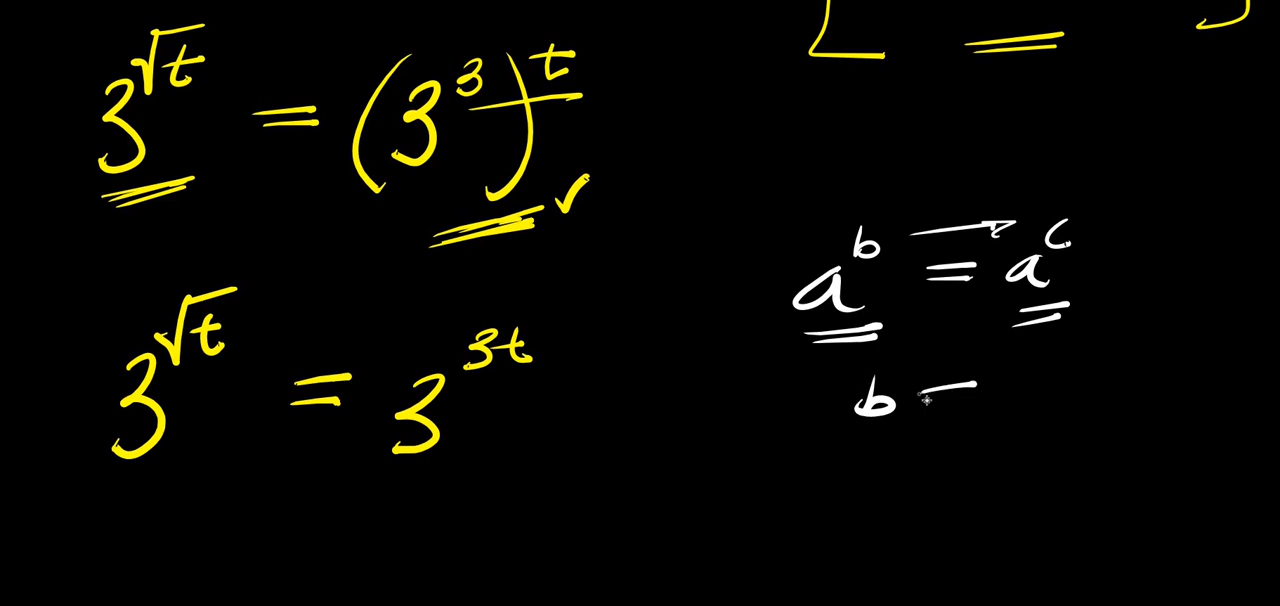 3^√t = (3^3)^t ✓
a^b = a^c
3^√t = 3^3t
b